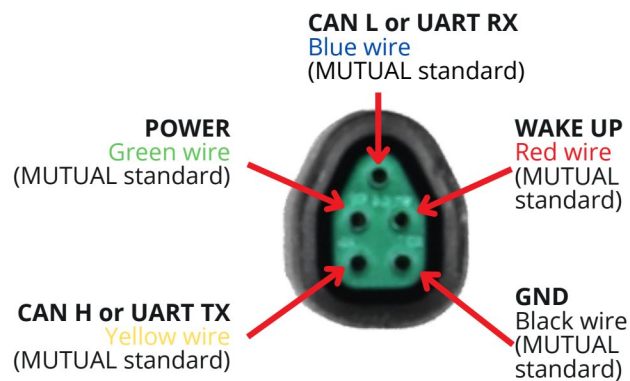 CAN L or UART RX
Blue wire
(MUTUAL standard)
POWER
Green wire
(MUTUAL standard)
WAKE UP
Red wire
(MUTUAL
standard)
CAN H or UART TX
Yellow wire
(MUTUAL standard)
GND
Black wire
(MUTUAL
standard)